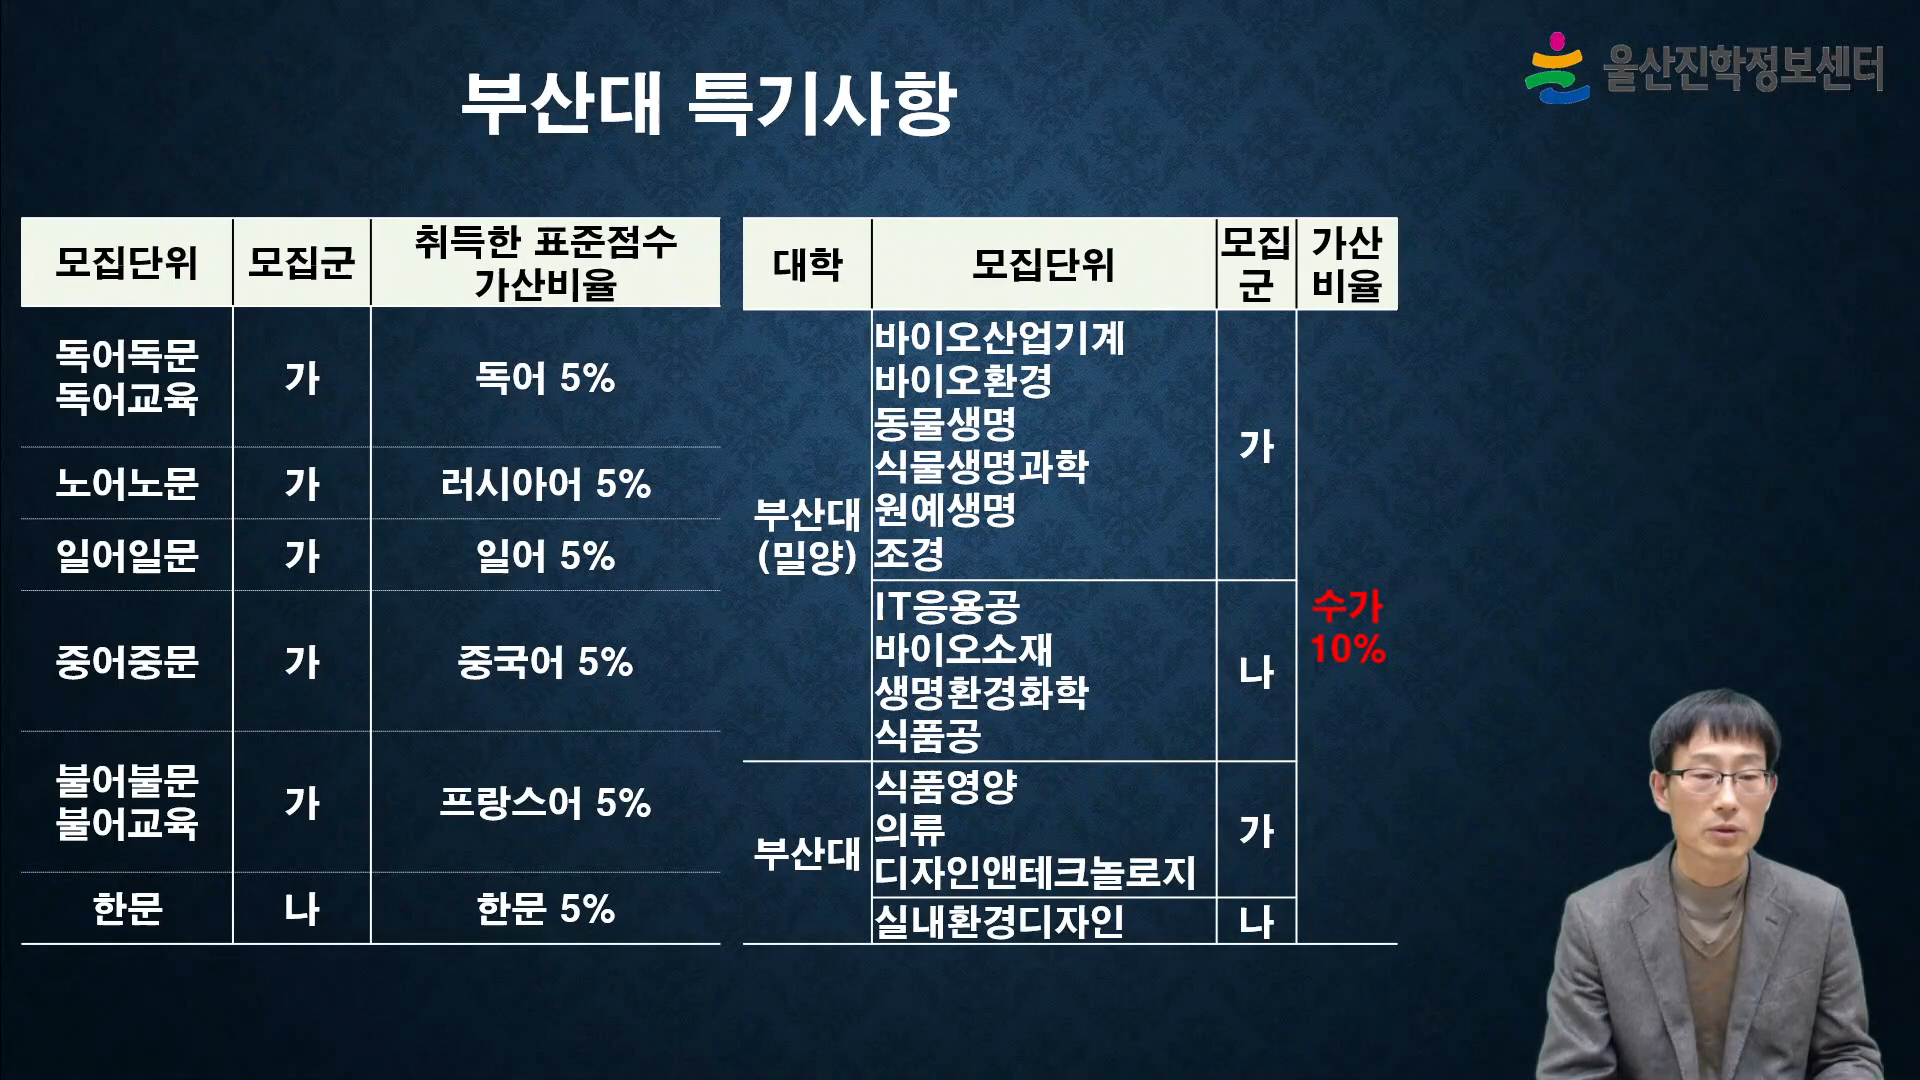 부산대 특기사항
울산진학정보센터
모집단위 모집군 취득한 표준점수
가산비율
독어독문
독어교육
가
독어 5%
노어노문 가 러시아어 5%
일어일문 가 일어 5%
중어중문 가 중국어 5%
불어불문
불어교육
가
프랑스어 5%
한문 나 한문 5%
대학 모집단위 모집
군
가산
비율
부산대
(밀양)
바이오산업기계
바이오환경
동물생명
식물생명과학
원예생명
조경
가
IT응용공
바이오소재
생명환경화학
식품공
나
부산대
식품영양
의류
디자인앤테크놀로지
가
실내환경디자인 나
수가
10%